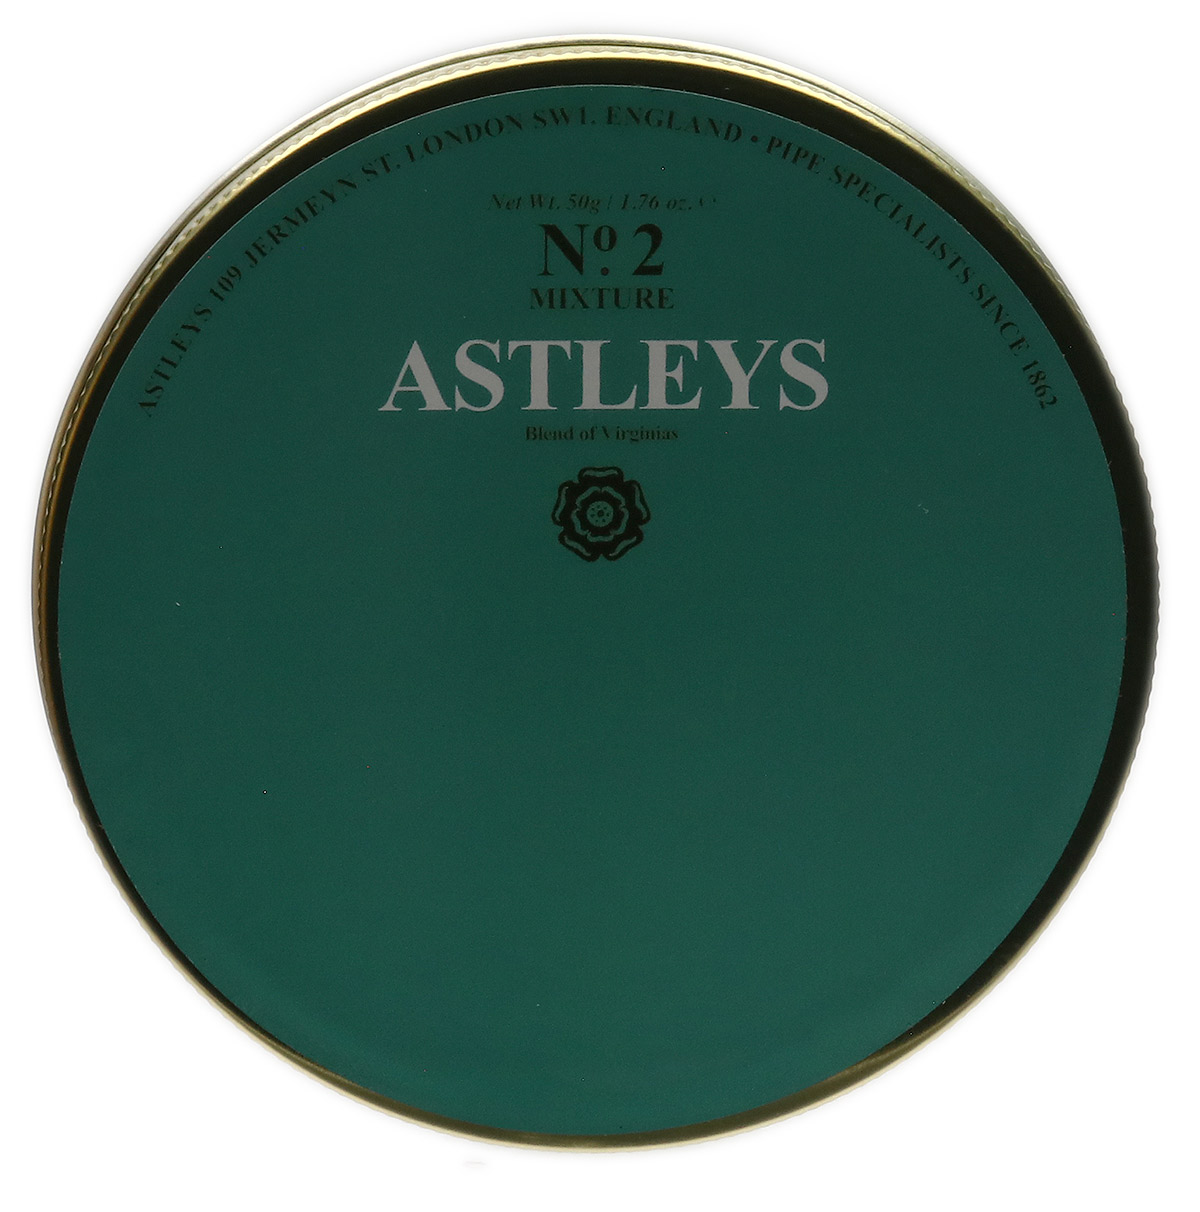 ASTLEYS 109 JERMEYN ST. LONDON SW1. ENGLAND • PIPE SPECIALISTS SINCE 1862
Net Wt. 50g / 1.76 oz. ℮
Nº. 2
MIXTURE
ASTLEYS
Blend of Virginias